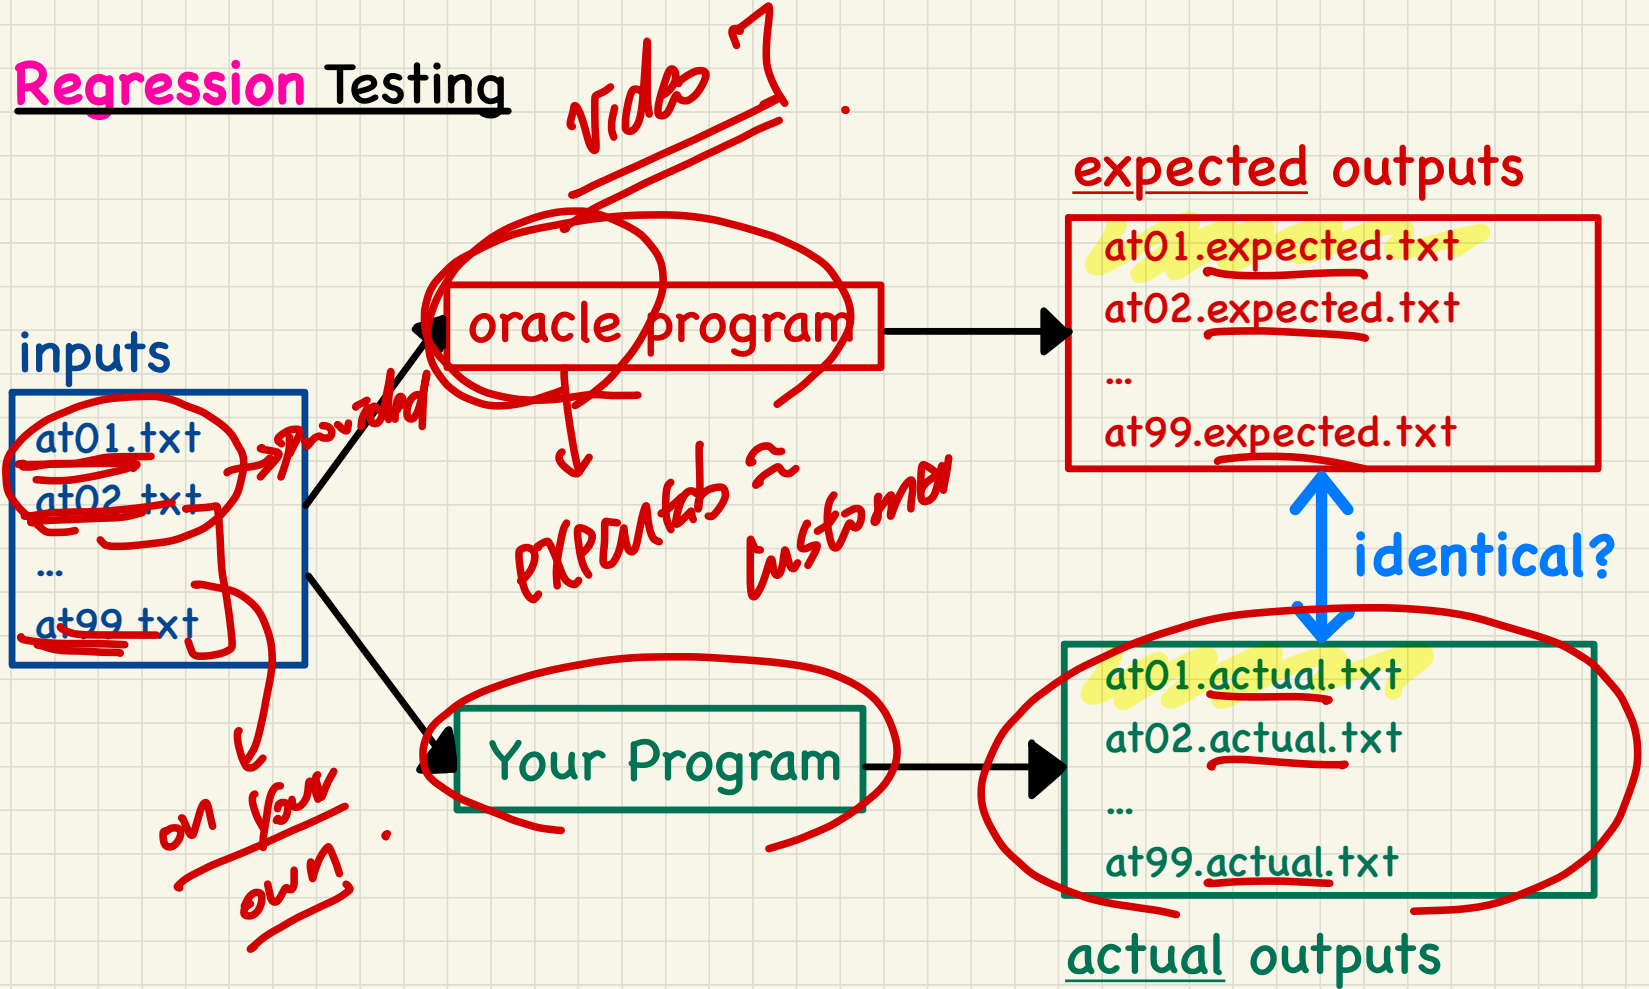 Regression Testing
video
inputs
at01.txt
at02.txt
...
at99.txt
provided
on your
own
oracle program
customer
Your Program
expected outputs
at01.expected.txt
at02.expected.txt
...
at99.expected.txt
identical?
at01.actual.txt
at02.actual.txt
...
at99.actual.txt
actual outputs